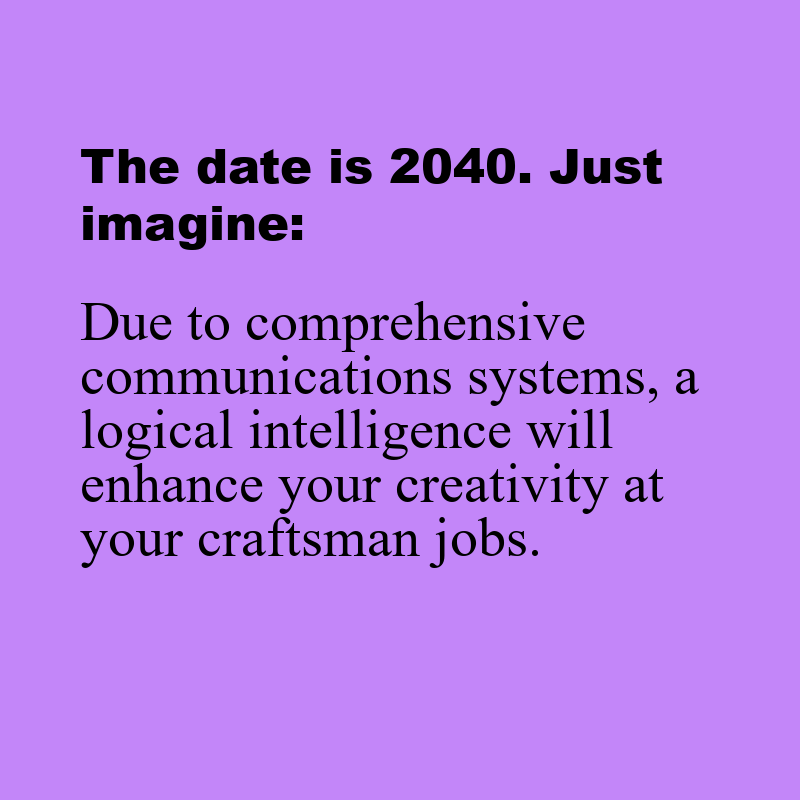 The date is 2040. Just
imagine:
Due to comprehensive
communications systems, a
logical intelligence will
enhance your creativity at
your craftsman jobs.